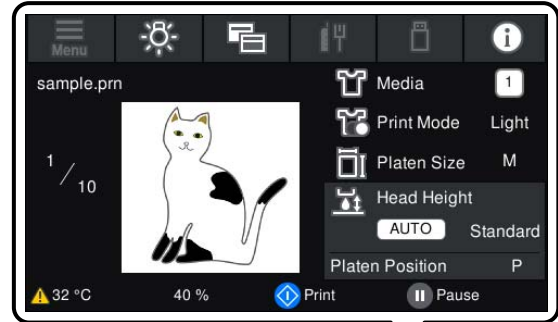 Menu
sample.prn
1/10
Media 1
Print Mode Light
Platen Size M
Head Height
AUTO Standard
Platen Position P
32 °C 40 % Print Pause